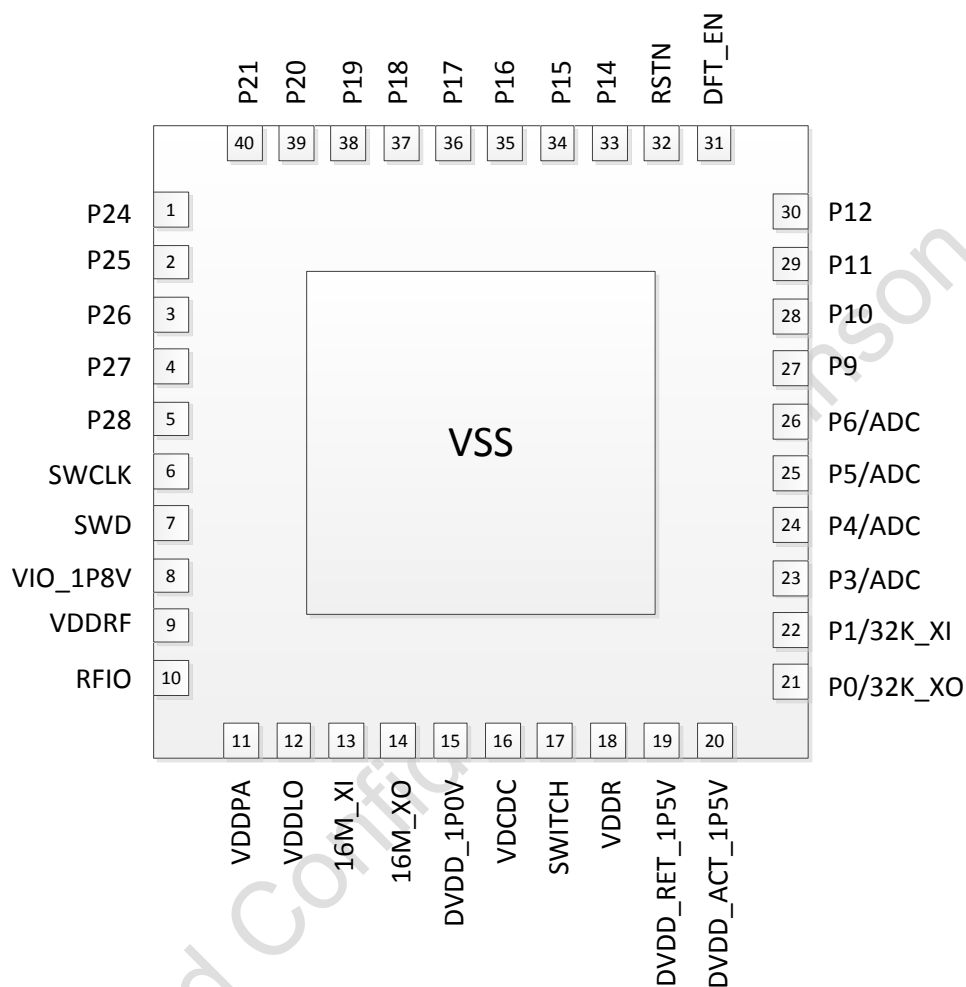 P21 P20 P19 P18 P17 P16 P15 P14 RSTN DFT_EN
40 39 38 37 36 35 34 33 32 31
P24 1 30 P12
P25 2 29 P11
P26 3 28 P10
P27 4 27 P9
P28 5 26 P6/ADC
VSS
SWCLK 6 25 P5/ADC
SWD 7 24 P4/ADC
VIO_1P8V 8 23 P3/ADC
VDDRF 9 22 P1/32K_XI
RFIO 10 21 P0/32K_XO
11 12 13 14 15 16 17 18 19 20
VDDPA VDDLO 16M_XI 16M_XO DVDD_1P0V VDCDC SWITCH VDDR DVDD_RET_1P5V DVDD_ACT_1P5V